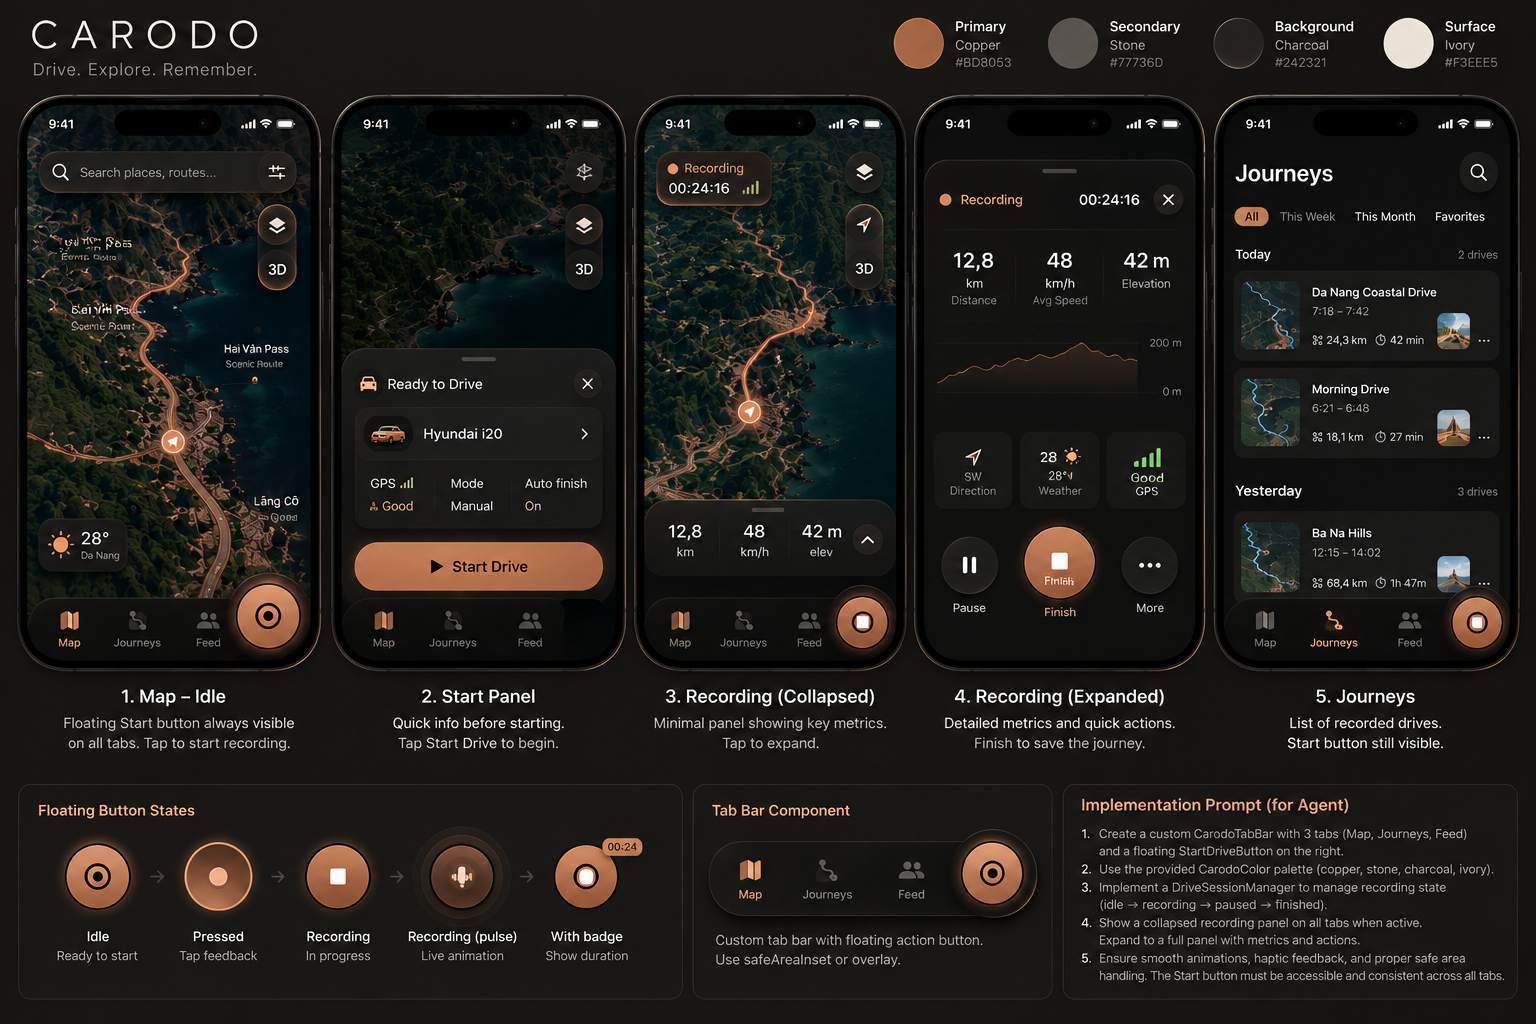 CARODO
Drive. Explore. Remember.
Primary
Copper
#BD8053
Secondary
Stone
#77736D
Background
Charcoal
#242321
Surface
Ivory
#F3EEE5
9:41
Search places, routes...
3D
Hai Vân Pass
Scenic Route
Lăng Cô
28°
Da Nang
Map
Journeys
Feed
9:41
3D
Ready to Drive
Hyundai i20
GPS
Good
Mode
Manual
Auto finish
On
Start Drive
Map
Journeys
Feed
9:41
Recording
00:24:16
3D
12,8
km
48
km/h
42 m
elev
Map
Journeys
Feed
9:41
Recording
00:24:16
12,8
km
Distance
48
km/h
Avg Speed
42 m
Elevation
200 m
0 m
SW
Direction
28
28°
Weather
Good
GPS
Pause
Finish
More
9:41
Journeys
All
This Week
This Month
Favorites
Today
2 drives
Da Nang Coastal Drive
7:18 – 7:42
24,3 km
42 min
Morning Drive
6:21 – 6:48
18,1 km
27 min
Yesterday
3 drives
Ba Na Hills
12:15 – 14:02
68,4 km
1h 47m
Map
Journeys
Feed
1. Map – Idle
Floating Start button always visible
on all tabs. Tap to start recording.
2. Start Panel
Quick info before starting.
Tap Start Drive to begin.
3. Recording (Collapsed)
Minimal panel showing key metrics.
Tap to expand.
4. Recording (Expanded)
Detailed metrics and quick actions.
Finish to save the journey.
5. Journeys
List of recorded drives.
Start button still visible.
Floating Button States
Idle
Ready to start
Pressed
Tap feedback
Recording
In progress
Recording (pulse)
Live animation
00:24
With badge
Show duration
Tab Bar Component
Map
Journeys
Feed
Custom tab bar with floating action button.
Use safeAreaInset or overlay.
Implementation Prompt (for Agent)
1. Create a custom CarodoTabBar with 3 tabs (Map, Journeys, Feed)
and a floating StartDriveButton on the right.
2. Use the provided CarodoColor palette (copper, stone, charcoal, ivory).
3. Implement a DriveSessionManager to manage recording state
(idle → recording → paused → finished).
4. Show a collapsed recording panel on all tabs when active.
Expand to a full panel with metrics and actions.
5. Ensure smooth animations, haptic feedback, and proper safe area
handling. The Start button must be accessible and consistent across all tabs.